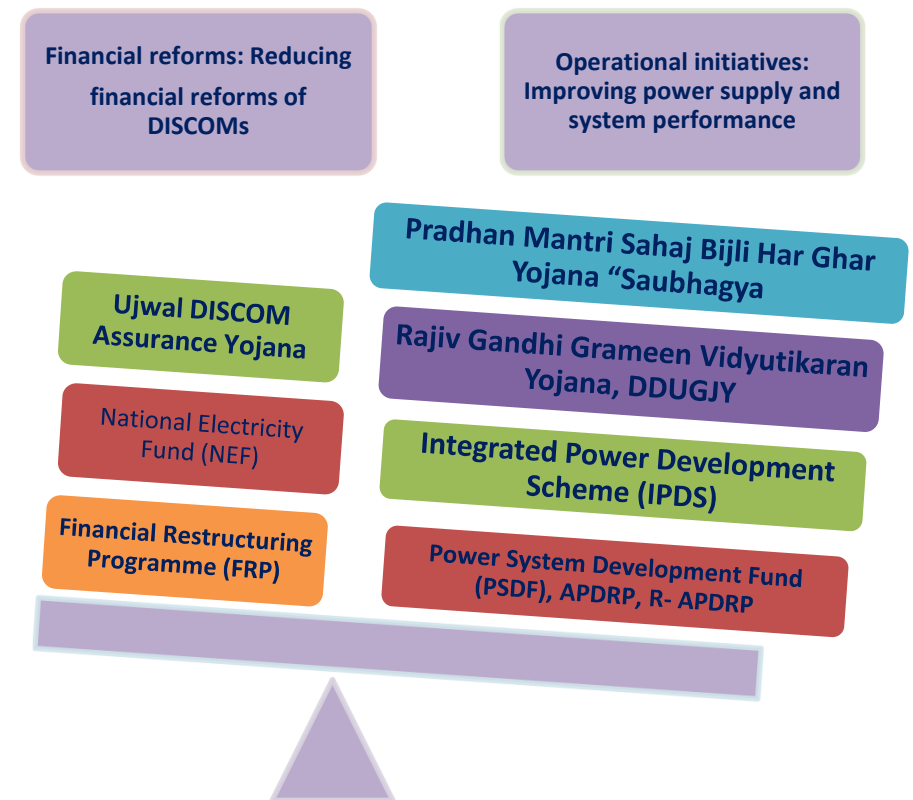 Financial reforms: Reducing
financial reforms of
DISCOMs
Operational initiatives:
Improving power supply and
system performance
Ujwal DISCOM
Assurance Yojana
National Electricity
Fund (NEF)
Financial Restructuring
Programme (FRP)
Pradhan Mantri Sahaj Bijli Har Ghar
Yojana “Saubhagya
Rajiv Gandhi Grameen Vidyutikaran
Yojana, DDUGJY
Integrated Power Development
Scheme (IPDS)
Power System Development Fund
(PSDF), APDRP, R- APDRP